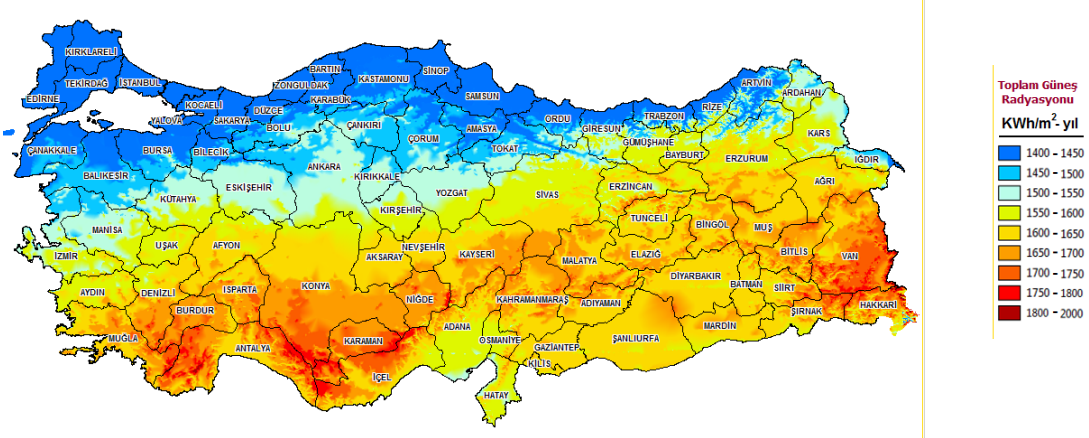 KIRKLARELİ
TEKİRDAĞ
İSTANBUL
EDİRNE
KOCAELİ
YALOVA
SAKARYA
DÜZCE
BOLU
ZONGULDAK
BARTIN
KARABÜK
KASTAMONU
SİNOP
SAMSUN
ORDU
GİRESUN
TRABZON
RİZE
ARTVİN
ARDAHAN
KARS
IĞDIR
ÇANAKKALE
BURSA
BİLECİK
BALIKESİR
ÇANKIRI
ÇORUM
AMASYA
TOKAT
GÜMÜŞHANE
BAYBURT
ERZURUM
ANKARA
KIRIKKALE
ESKİŞEHİR
KÜTAHYA
YOZGAT
SİVAS
ERZİNCAN
AĞRI
KIRŞEHİR
MANİSA
UŞAK
AFYON
İZMİR
NEVŞEHİR
AKSARAY
KAYSERİ
MALATYA
TUNCELİ
ELAZIĞ
BİNGÖL
MUŞ
BİTLİS
VAN
AYDIN
DENİZLİ
ISPARTA
BURDUR
KONYA
NİĞDE
KAHRAMANMARAŞ
ADIYAMAN
DİYARBAKIR
BATMAN
SİİRT
ŞIRNAK
HAKKARİ
MUĞLA
ANTALYA
KARAMAN
İÇEL
ADANA
OSMANİYE
GAZİANTEP
KİLİS
ŞANLIURFA
MARDİN
HATAY
Toplam Güneş
Radyasyonu
KWh/m²- yıl
1400 - 1450
1450 - 1500
1500 - 1550
1550 - 1600
1600 - 1650
1650 - 1700
1700 - 1750
1750 - 1800
1800 - 2000